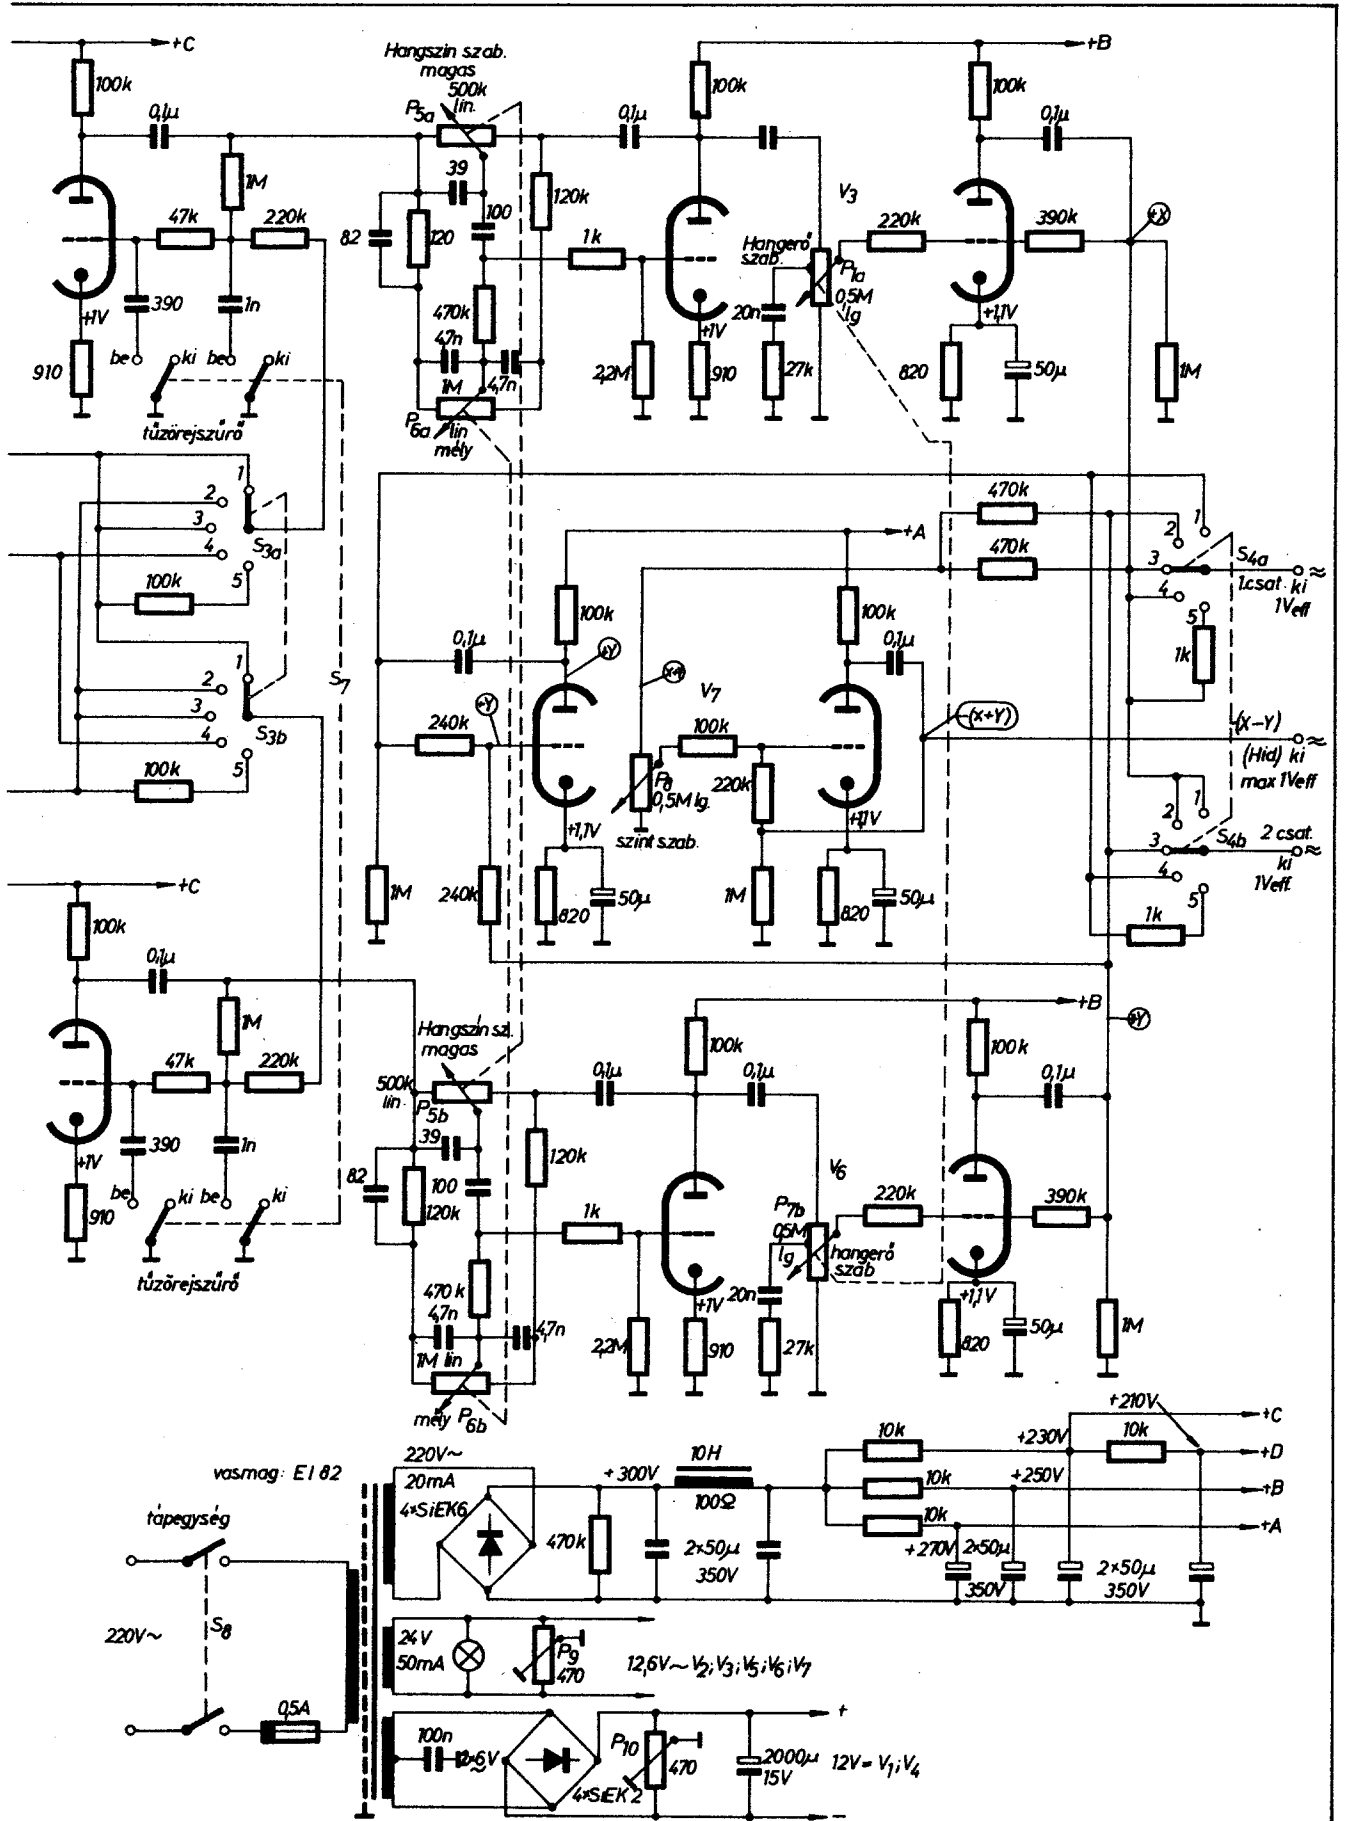 +C
100k
0,1µ
1M
47k
220k
390
1n
+1V
910
be
ki
be
ki
tűzőrejszűrő
Hangszín szab.
magas
500k
lin.
P5a
39
100
82
120
120k
470k
47n
4,7n
1M
P6a
lin
mély
0,1µ
1k
2,2M
100k
+1V
910
+B
V3
Hangerő
szab.
P1a
0,5M
lg
20n
27k
220k
100k
0,1µ
390k
+X
+1,1V
820
50µ
1M
1
2
3
4
5
S3a
100k
1
2
3
4
5
S3b
100k
S7
+A
470k
470k
100k
0,1µ
+Y
+Y
240k
240k
1M
+1,1V
820
50µ
V7
100k
P8
0,5M lg.
szint szab.
220k
1M
100k
0,1µ
+1,1V
820
50µ
-(X+Y)
1
2
3
4
5
S4a
1.csat. ki
1Veff
1k
-(X-Y)
(Híd) ki
max 1Veff
1
2
3
4
5
S4b
2 csat.
ki
1Veff.
1k
+C
100k
0,1µ
1M
47k
220k
390
1n
+1V
910
be
ki
be
ki
tűzőrejszűrő
Hangszín sz.
magas
500k
lin.
P5b
39
82
100
120k
120k
470k
4,7n
4,7n
1M lin
mély
P6b
0,1µ
1k
2,2M
100k
+1V
910
0,1µ
+B
V6
P7b
0,5M
lg
hangerő
szab
20n
27k
220k
100k
0,1µ
390k
+Y
+1,1V
820
50µ
1M
vasmag: EI 82
tápegység
220V~
S8
0,5A
220V~
20mA
4×SiEK6
470k
+300V
10H
100Ω
2×50µ
350V
10k
+230V
+210V
10k
+C
+D
10k
+250V
+B
10k
+A
+270V
2×50µ
350V
2×50µ
350V
24V
50mA
P9
470
12,6V~ V2;V3;V5;V6;V7
100n
2×6V
~
4×SiEK2
P10
470
2000µ
15V
+
12V= V1;V4
-